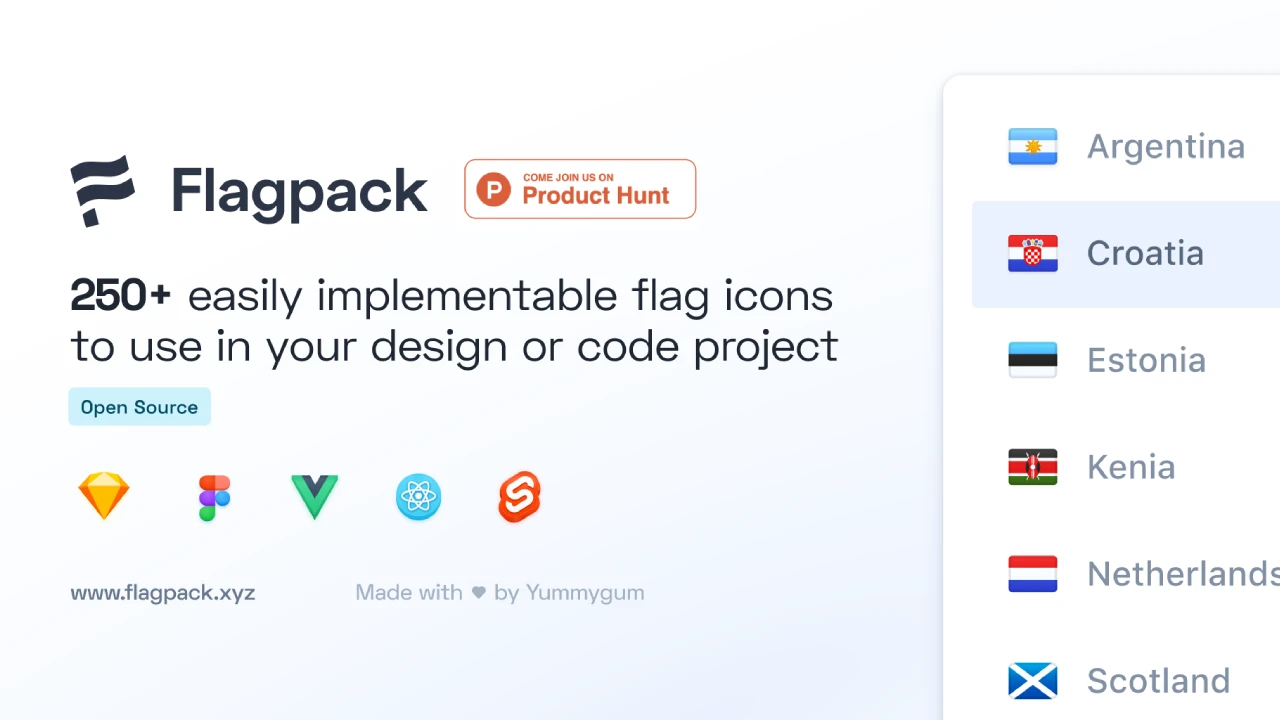 Flagpack
COME JOIN US ON
P Product Hunt
250+ easily implementable flag icons
to use in your design or code project
Open Source
www.flagpack.xyz
Made with ♥ by Yummygum
Argentina
Croatia
Estonia
Kenia
Netherlands
Scotland